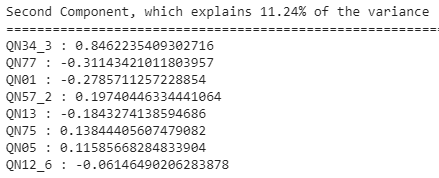 Second Component, which explains 11.24% of the variance
=======================================================
QN34_3 : 0.8462235409302716
QN77 : -0.31143421011803957
QN01 : -0.2785711257228854
QN57_2 : 0.19740446334441064
QN13 : -0.1843274138594686
QN75 : 0.13844405607479082
QN05 : 0.11585668284833904
QN12_6 : -0.06146490206283878